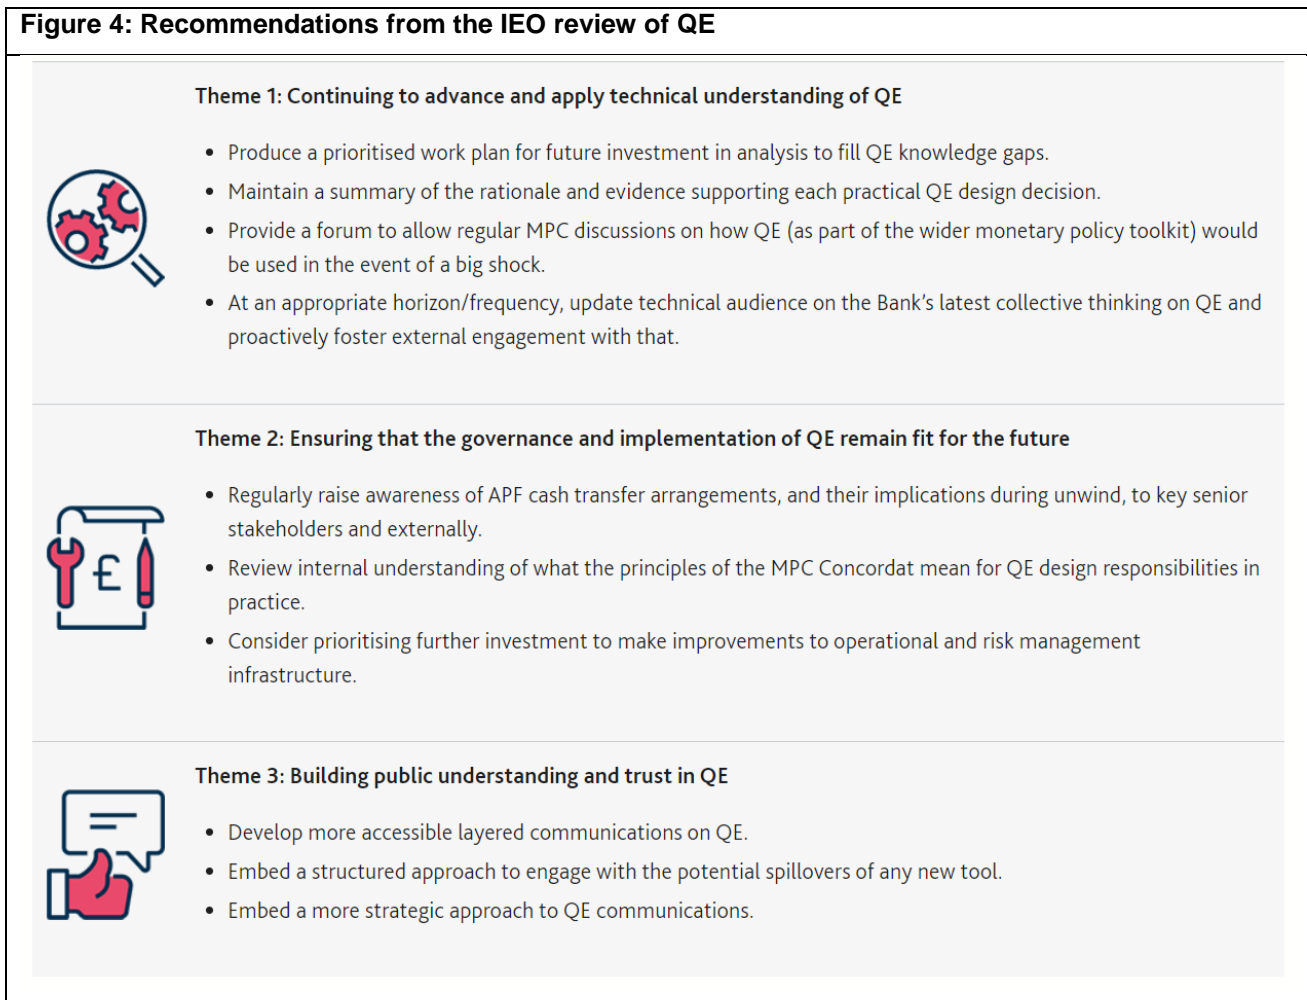 Figure 4: Recommendations from the IEO review of QE
Theme 1: Continuing to advance and apply technical understanding of QE
• Produce a prioritised work plan for future investment in analysis to fill QE knowledge gaps.
• Maintain a summary of the rationale and evidence supporting each practical QE design decision.
• Provide a forum to allow regular MPC discussions on how QE (as part of the wider monetary policy toolkit) would
be used in the event of a big shock.
• At an appropriate horizon/frequency, update technical audience on the Bank's latest collective thinking on QE and
proactively foster external engagement with that.
Theme 2: Ensuring that the governance and implementation of QE remain fit for the future
• Regularly raise awareness of APF cash transfer arrangements, and their implications during unwind, to key senior
stakeholders and externally.
• Review internal understanding of what the principles of the MPC Concordat mean for QE design responsibilities in
practice.
• Consider prioritising further investment to make improvements to operational and risk management
infrastructure.
£
Theme 3: Building public understanding and trust in QE
• Develop more accessible layered communications on QE.
• Embed a structured approach to engage with the potential spillovers of any new tool.
• Embed a more strategic approach to QE communications.